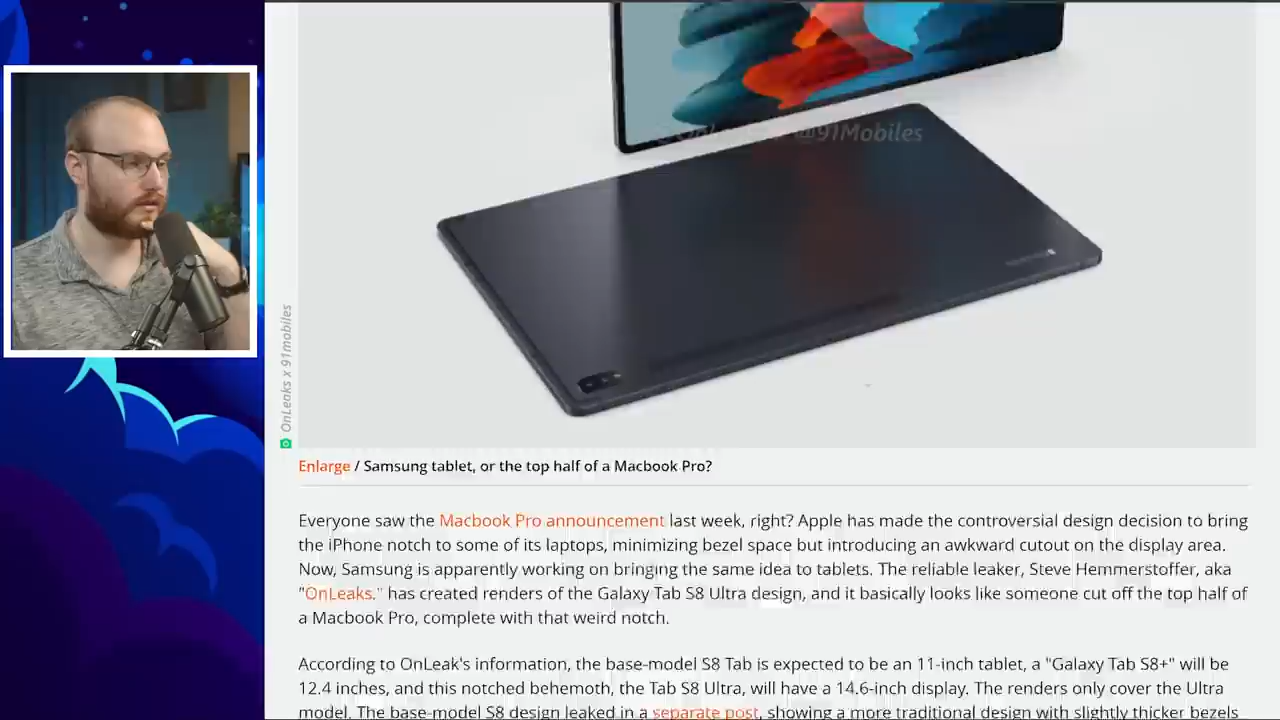 @91Mobiles
OnLeaks x 91mobiles
Enlarge / Samsung tablet, or the top half of a Macbook Pro?
Everyone saw the Macbook Pro announcement last week, right? Apple has made the controversial design decision to bring
the iPhone notch to some of its laptops, minimizing bezel space but introducing an awkward cutout on the display area.
Now, Samsung is apparently working on bringing the same idea to tablets. The reliable leaker, Steve Hemmerstoffer, aka
"OnLeaks," has created renders of the Galaxy Tab S8 Ultra design, and it basically looks like someone cut off the top half of
a Macbook Pro, complete with that weird notch.
According to OnLeak's information, the base-model S8 Tab is expected to be an 11-inch tablet, a "Galaxy Tab S8+" will be
12.4 inches, and this notched behemoth, the Tab S8 Ultra, will have a 14.6-inch display. The renders only cover the Ultra
model. The base-model S8 design leaked in a separate post, showing a more traditional design with slightly thicker bezels